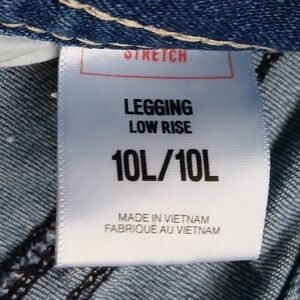 STRETCH
LEGGING
LOW RISE
10L/10L
MADE IN VIETNAM
FABRIQUÉ AU VIETNAM